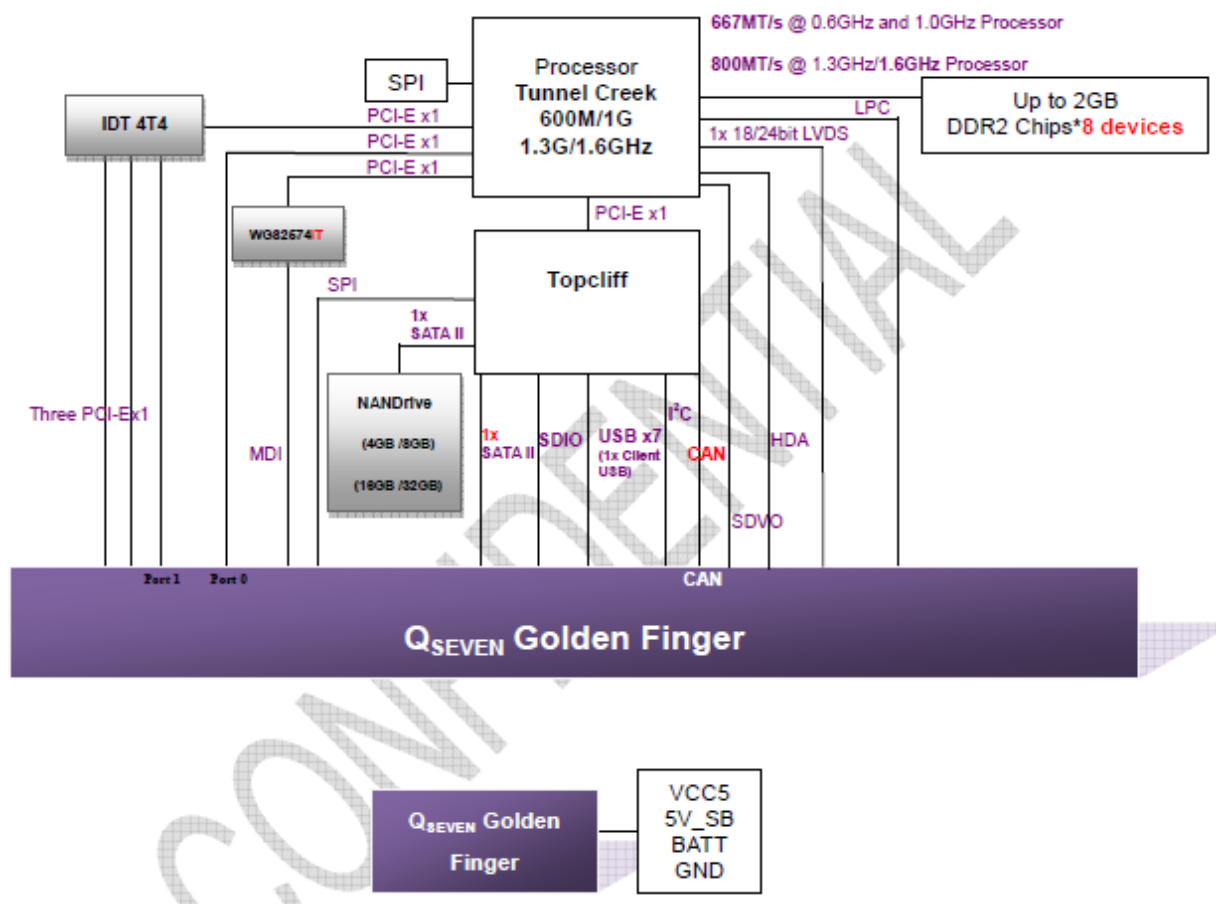 667MT/s @ 0.6GHz and 1.0GHz Processor
800MT/s @ 1.3GHz/1.6GHz Processor
SPI
Processor
Tunnel Creek
600M/1G
1.3G/1.6GHz
Up to 2GB
DDR2 Chips*8 devices
LPC
IDT 4T4
PCI-E x1
PCI-E x1
PCI-E x1
1x 18/24bit LVDS
WG82574IT
PCI-E x1
Topcliff
SPI
1x
SATA II
NANDrive
(4GB /8GB)
(16GB /32GB)
Three PCI-Ex1
MDI
1x
SATA II
SDIO
USB x7
(1x Client
USB)
I²C
CAN
HDA
SDVO
Port 1
Port 0
CAN
QSEVEN Golden Finger
CONFIDENTIAL
QSEVEN Golden
Finger
VCC5
5V_SB
BATT
GND